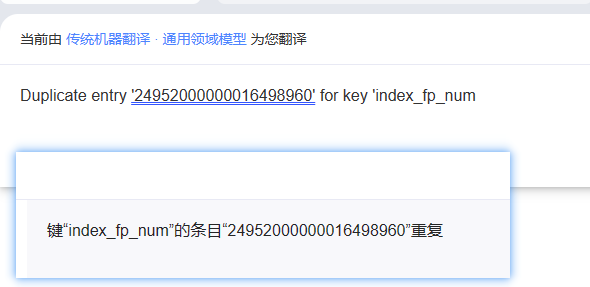 当前由 传统机器翻译 · 通用领域模型 为您翻译
Duplicate entry '24952000000016498960' for key 'index_fp_num
键“index_fp_num”的条目“24952000000016498960”重复